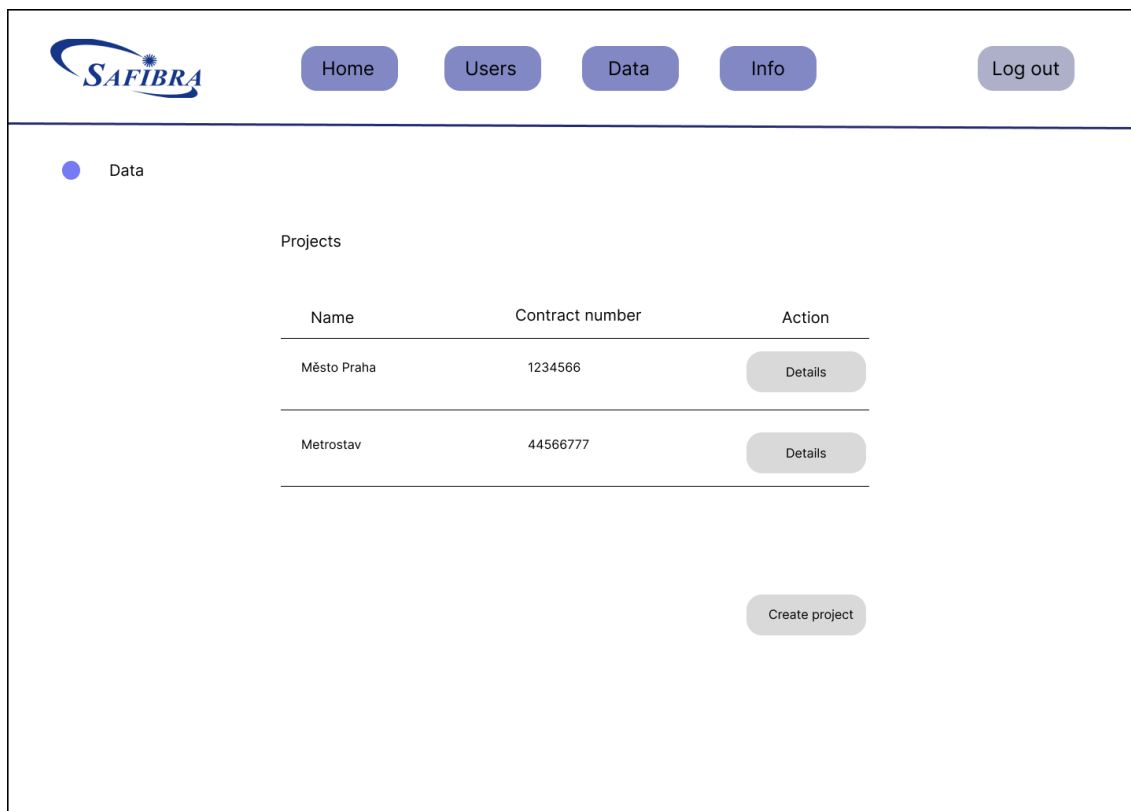 SAFIBRA Home Users Data Info Log out
Data
Projects
Name Contract number Action
Město Praha 1234566 Details
Metrostav 44566777 Details
Create project